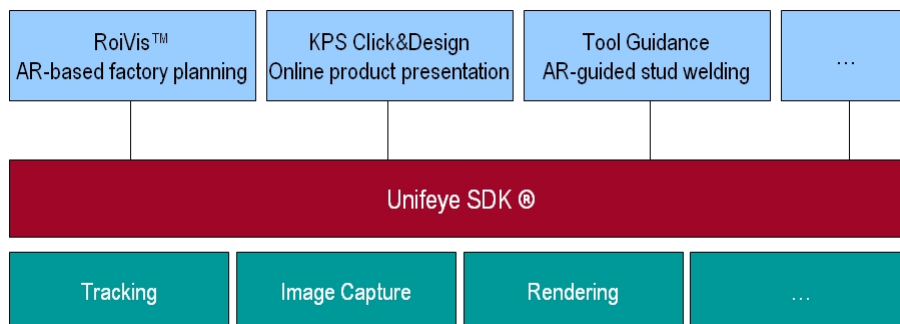 RoiVis™
AR-based factory planning
KPS Click&Design
Online product presentation
Tool Guidance
AR-guided stud welding
...
Unifeye SDK ®
Tracking
Image Capture
Rendering
...